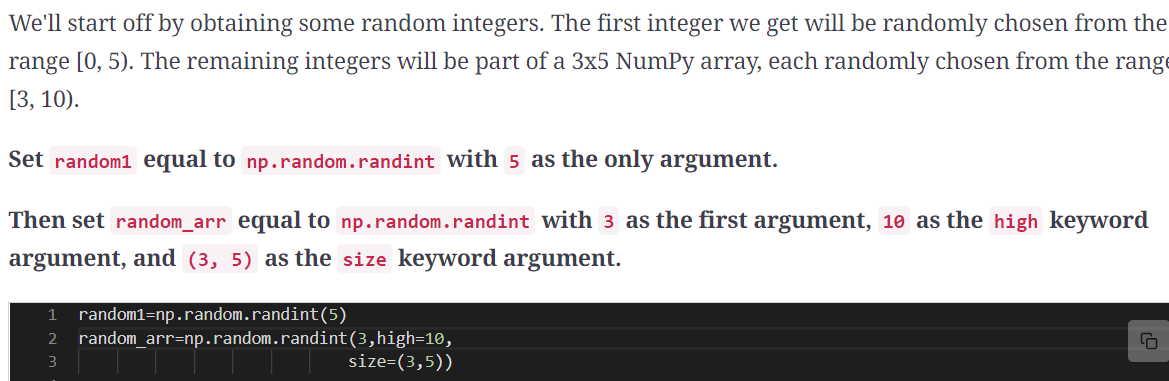 We'll start off by obtaining some random integers. The first integer we get will be randomly chosen from the
range [0, 5). The remaining integers will be part of a 3x5 NumPy array, each randomly chosen from the range
[3, 10).
Set random1 equal to np.random.randint with 5 as the only argument.
Then set random_arr equal to np.random.randint with 3 as the first argument, 10 as the high keyword
argument, and (3, 5) as the size keyword argument.
1 random1=np.random.randint(5)
2 random_arr=np.random.randint(3,high=10,
3 size=(3,5))